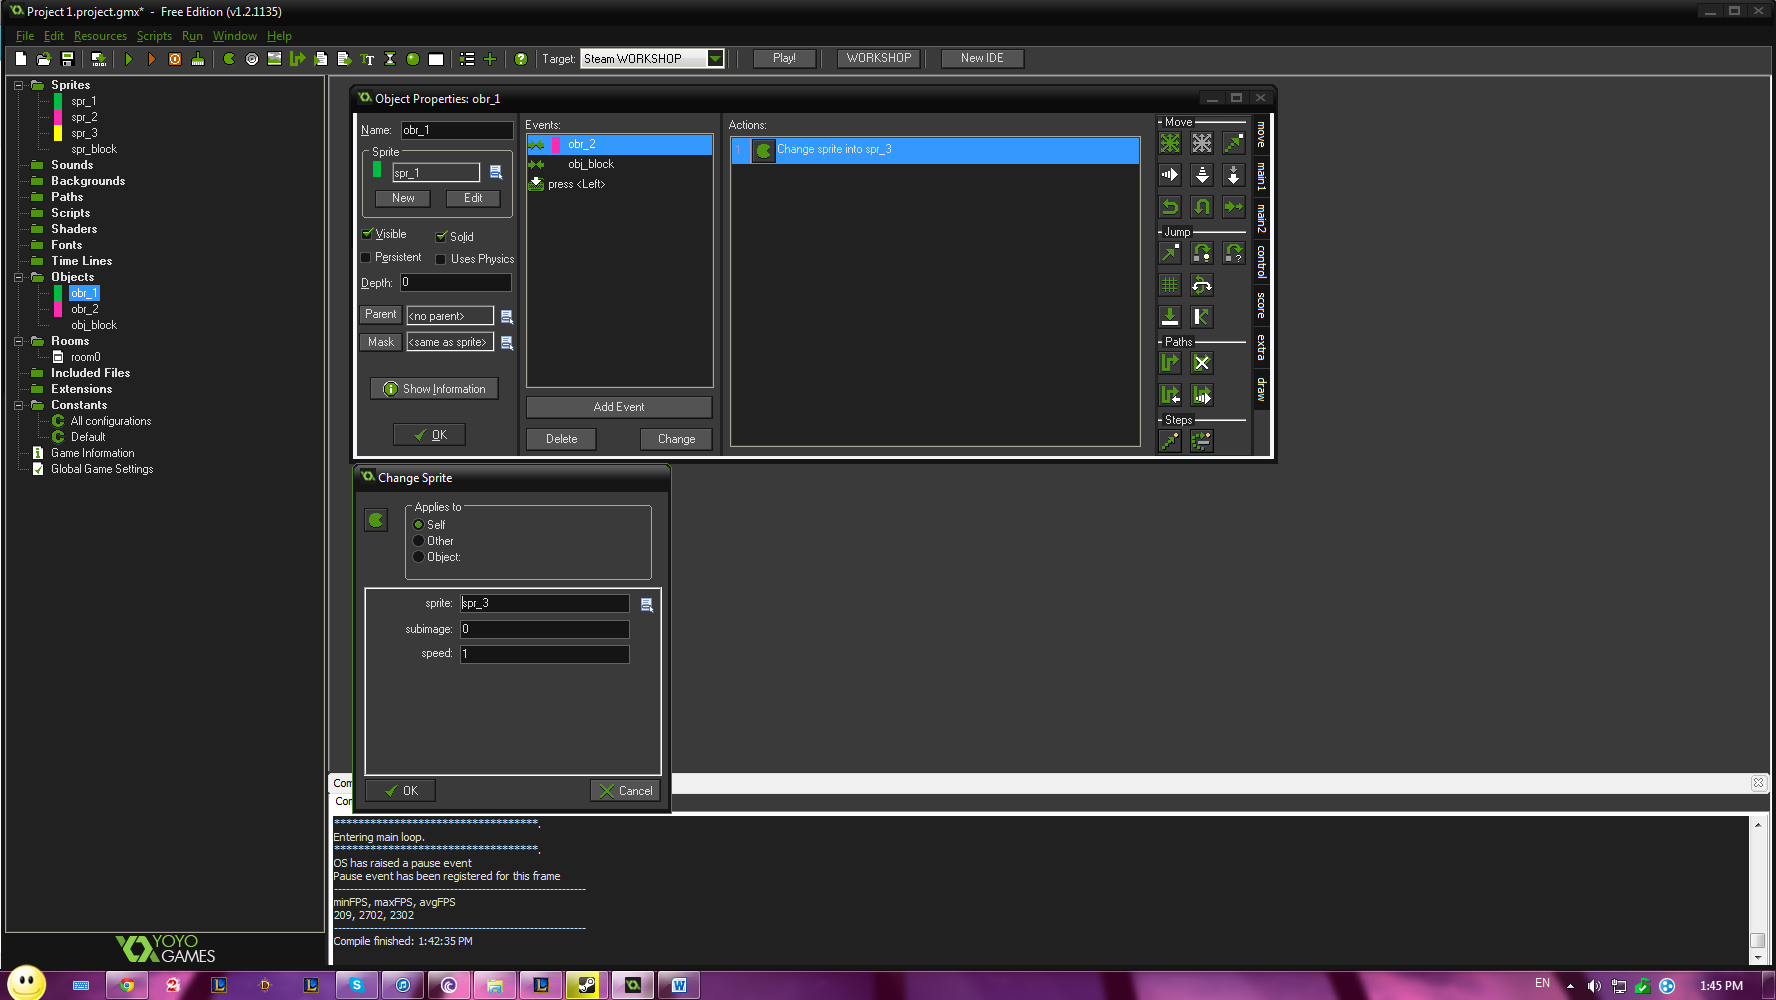 Project 1.project.gmx* - Free Edition (v1.2.1135)
File Edit Resources Scripts Run Window Help
Target: Steam WORKSHOP Play! WORKSHOP New IDE
Sprites
spr_1
spr_2
spr_3
spr_block
Sounds
Backgrounds
Paths
Scripts
Shaders
Fonts
Time Lines
Objects
obr_1
obr_2
obj_block
Rooms
room0
Included Files
Extensions
Constants
All configurations
Default
Game Information
Global Game Settings
YOYO
GAMES
Object Properties: obr_1
Name: obr_1
Sprite
spr_1
New Edit
Visible Solid
Persistent Uses Physics
Depth: 0
Parent <no parent>
Mask <same as sprite>
Show Information
OK
Events:
obr_2
obj_block
press <Left>
Add Event
Delete Change
Actions:
1 Change sprite into spr_3
Move
Jump
Paths
Steps
move
main1
main2
control
score
extra
draw
Change Sprite
Applies to
Self
Other
Object:
sprite: spr_3
subimage: 0
speed: 1
OK Cancel
Com
Con
**********************************.
Entering main loop.
**********************************.
OS has raised a pause event
Pause event has been registered for this frame
---------------------------------------------------------------
minFPS, maxFPS, avgFPS
209, 2702, 2302
---------------------------------------------------------------
Compile finished: 1:42:35 PM
EN 1:45 PM